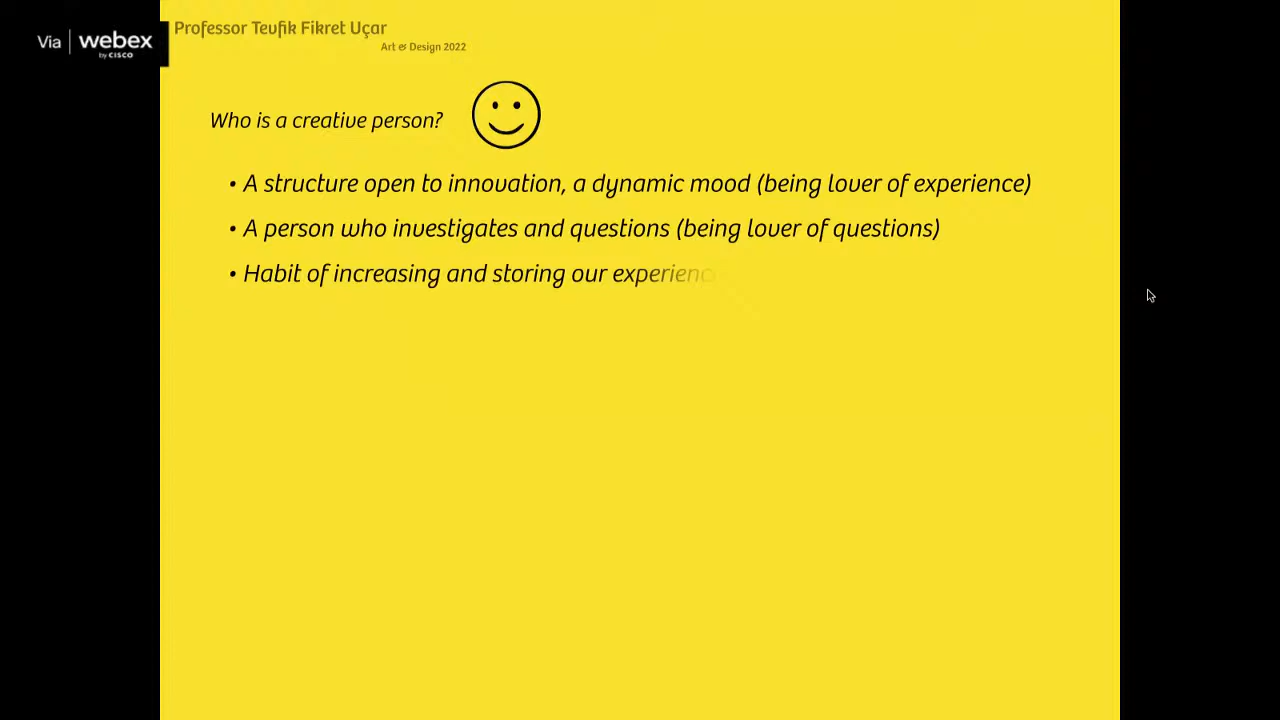 Via webex
by CISCO
Professor Tevfik Fikret Uçar
Art & Design 2022
Who is a creative person?
• A structure open to innovation, a dynamic mood (being lover of experience)
• A person who investigates and questions (being lover of questions)
• Habit of increasing and storing our